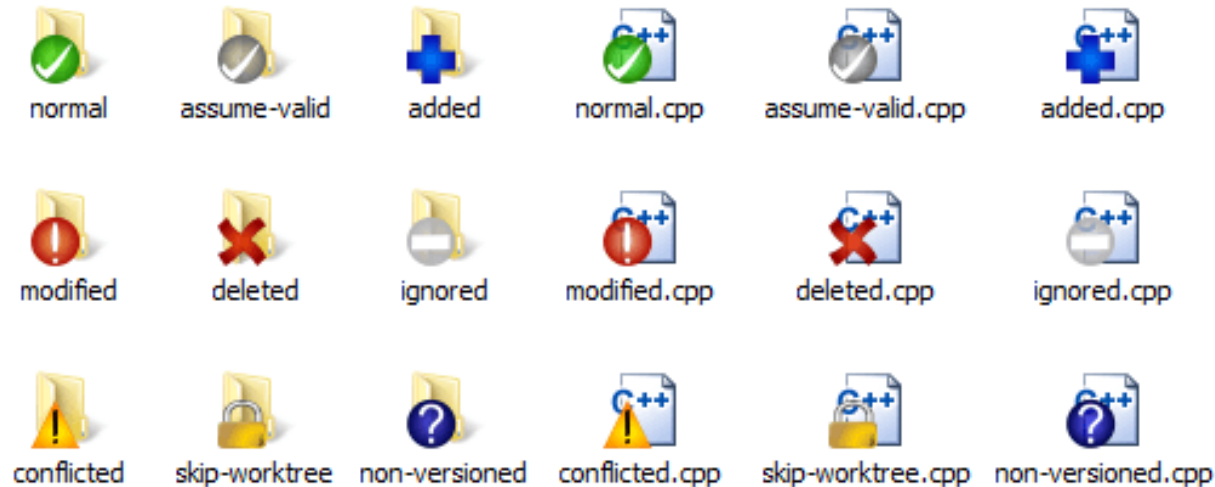 normal assume-valid added normal.cpp assume-valid.cpp added.cpp
modified deleted ignored modified.cpp deleted.cpp ignored.cpp
conflicted skip-worktree non-versioned conflicted.cpp skip-worktree.cpp non-versioned.cpp